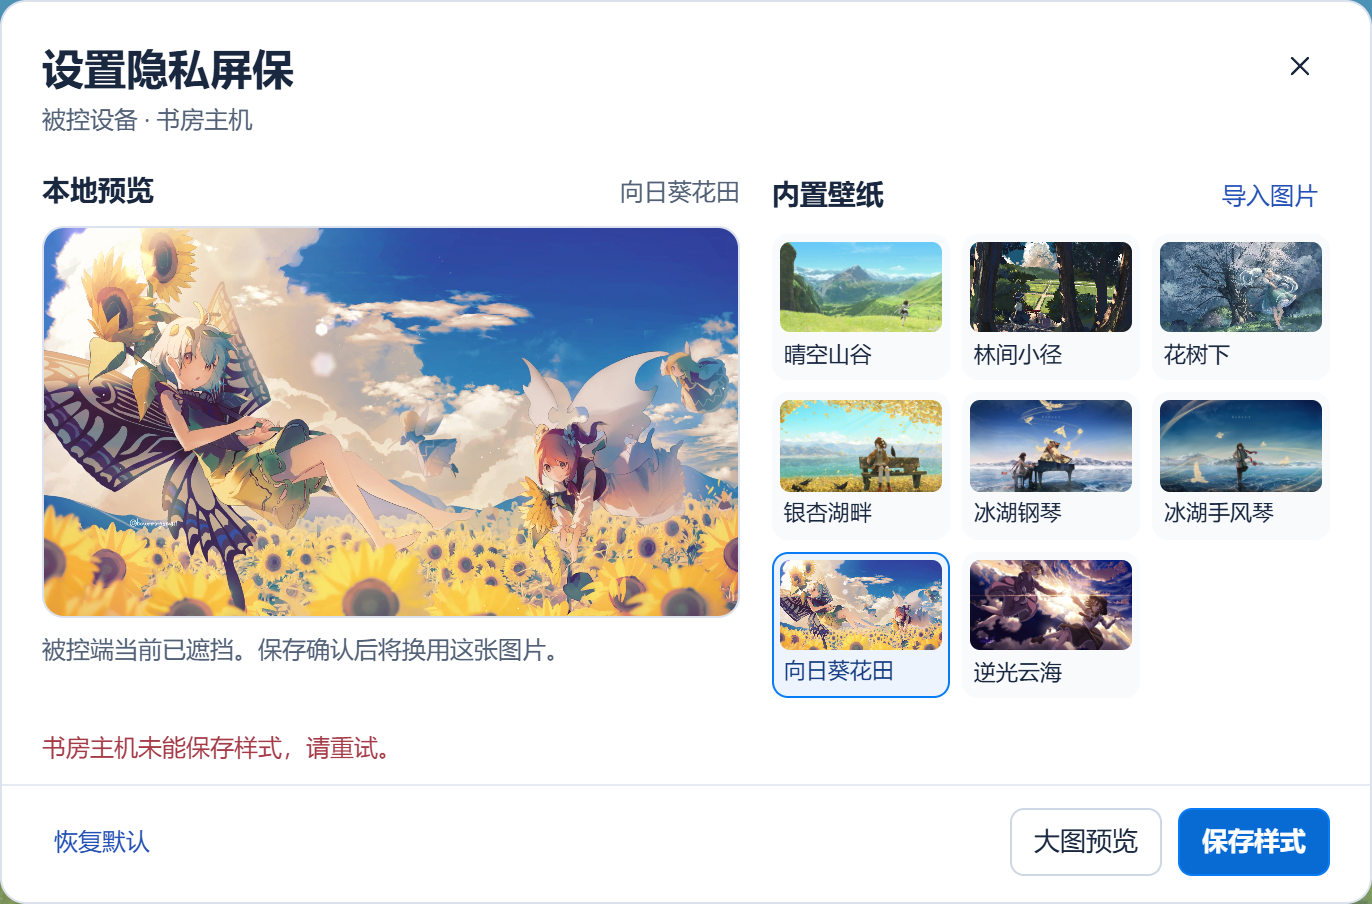 设置隐私屏保
被控设备 · 书房主机
本地预览
向日葵花田
被控端当前已遮挡。保存确认后将换用这张图片。
书房主机未能保存样式，请重试。
内置壁纸
导入图片
晴空山谷
林间小径
花树下
银杏湖畔
冰湖钢琴
冰湖手风琴
向日葵花田
逆光云海
恢复默认
大图预览
保存样式